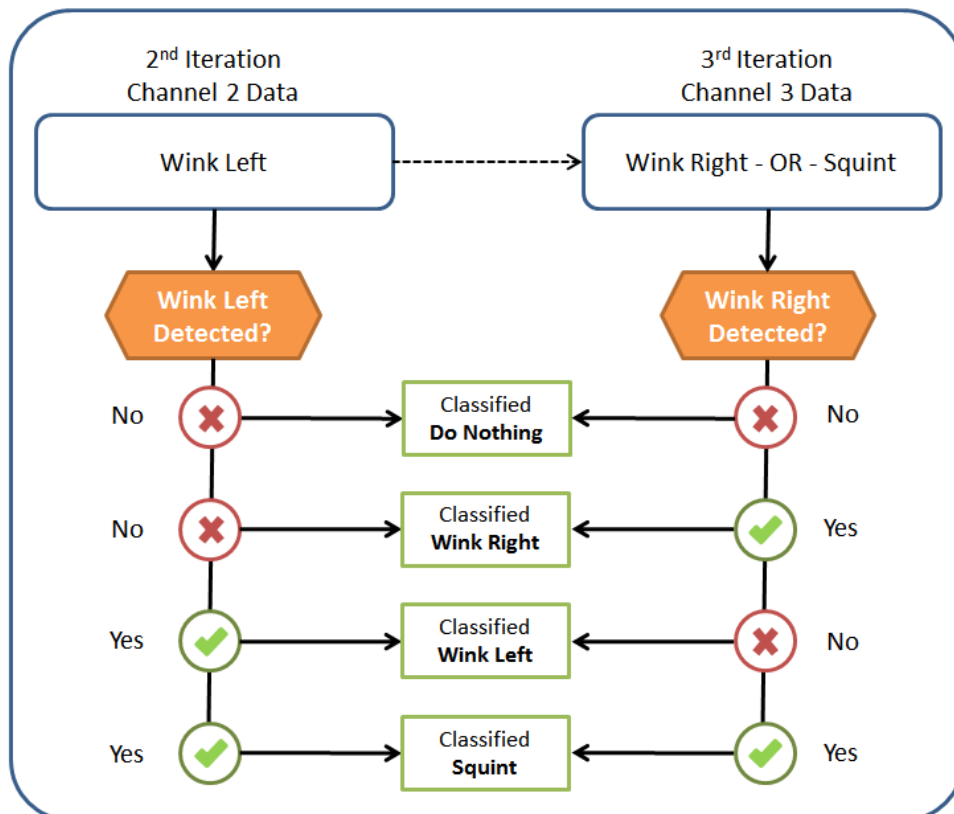 2nd Iteration
Channel 2 Data
3rd Iteration
Channel 3 Data
Wink Left
Wink Right - OR - Squint
Wink Left
Detected?
Wink Right
Detected?
No
Classified
Do Nothing
No
No
Classified
Wink Right
Yes
Yes
Classified
Wink Left
No
Yes
Classified
Squint
Yes